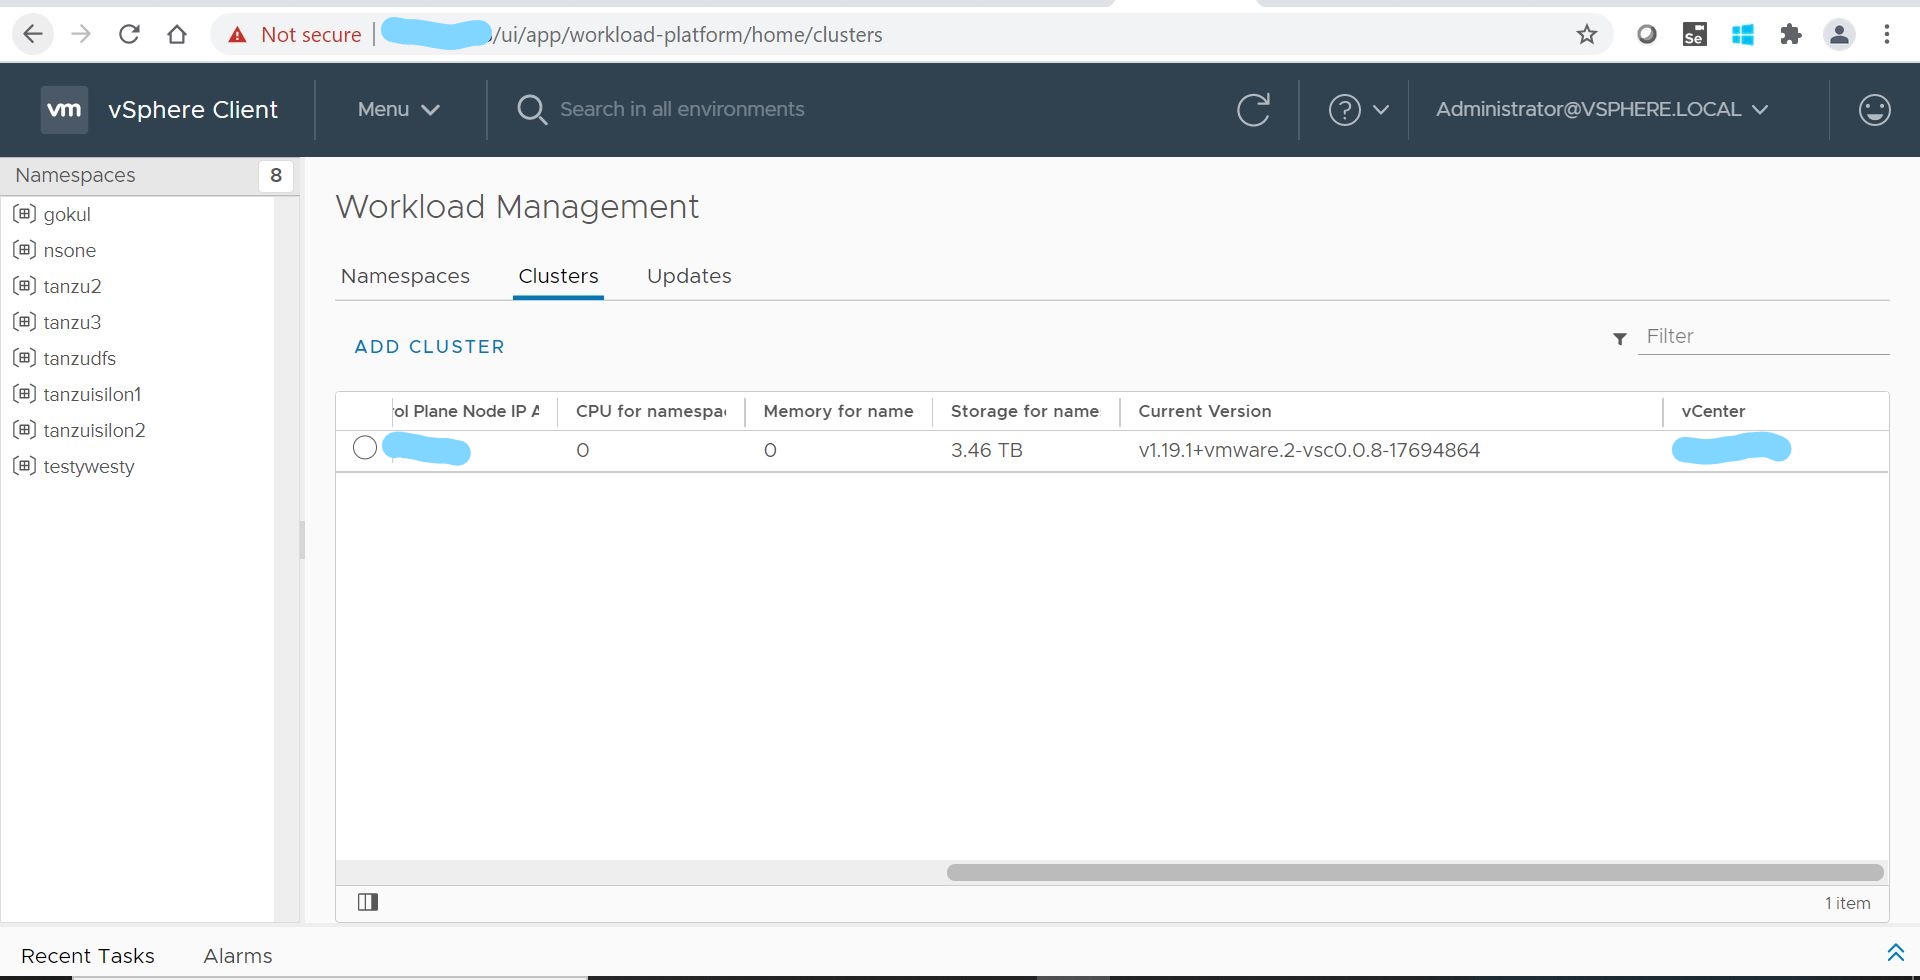 Not secure /ui/app/workload-platform/home/clusters
Se
vm vSphere Client Menu Search in all environments ? Administrator@VSPHERE.LOCAL
Namespaces 8
gokul
nsone
tanzu2
tanzu3
tanzudfs
tanzuisilon1
tanzuisilon2
testywesty
Workload Management
Namespaces Clusters Updates
ADD CLUSTER
Filter
ol Plane Node IP A CPU for namespa Memory for name Storage for name Current Version vCenter
0 0 3.46 TB v1.19.1+vmware.2-vsc0.0.8-17694864
1 item
Recent Tasks Alarms